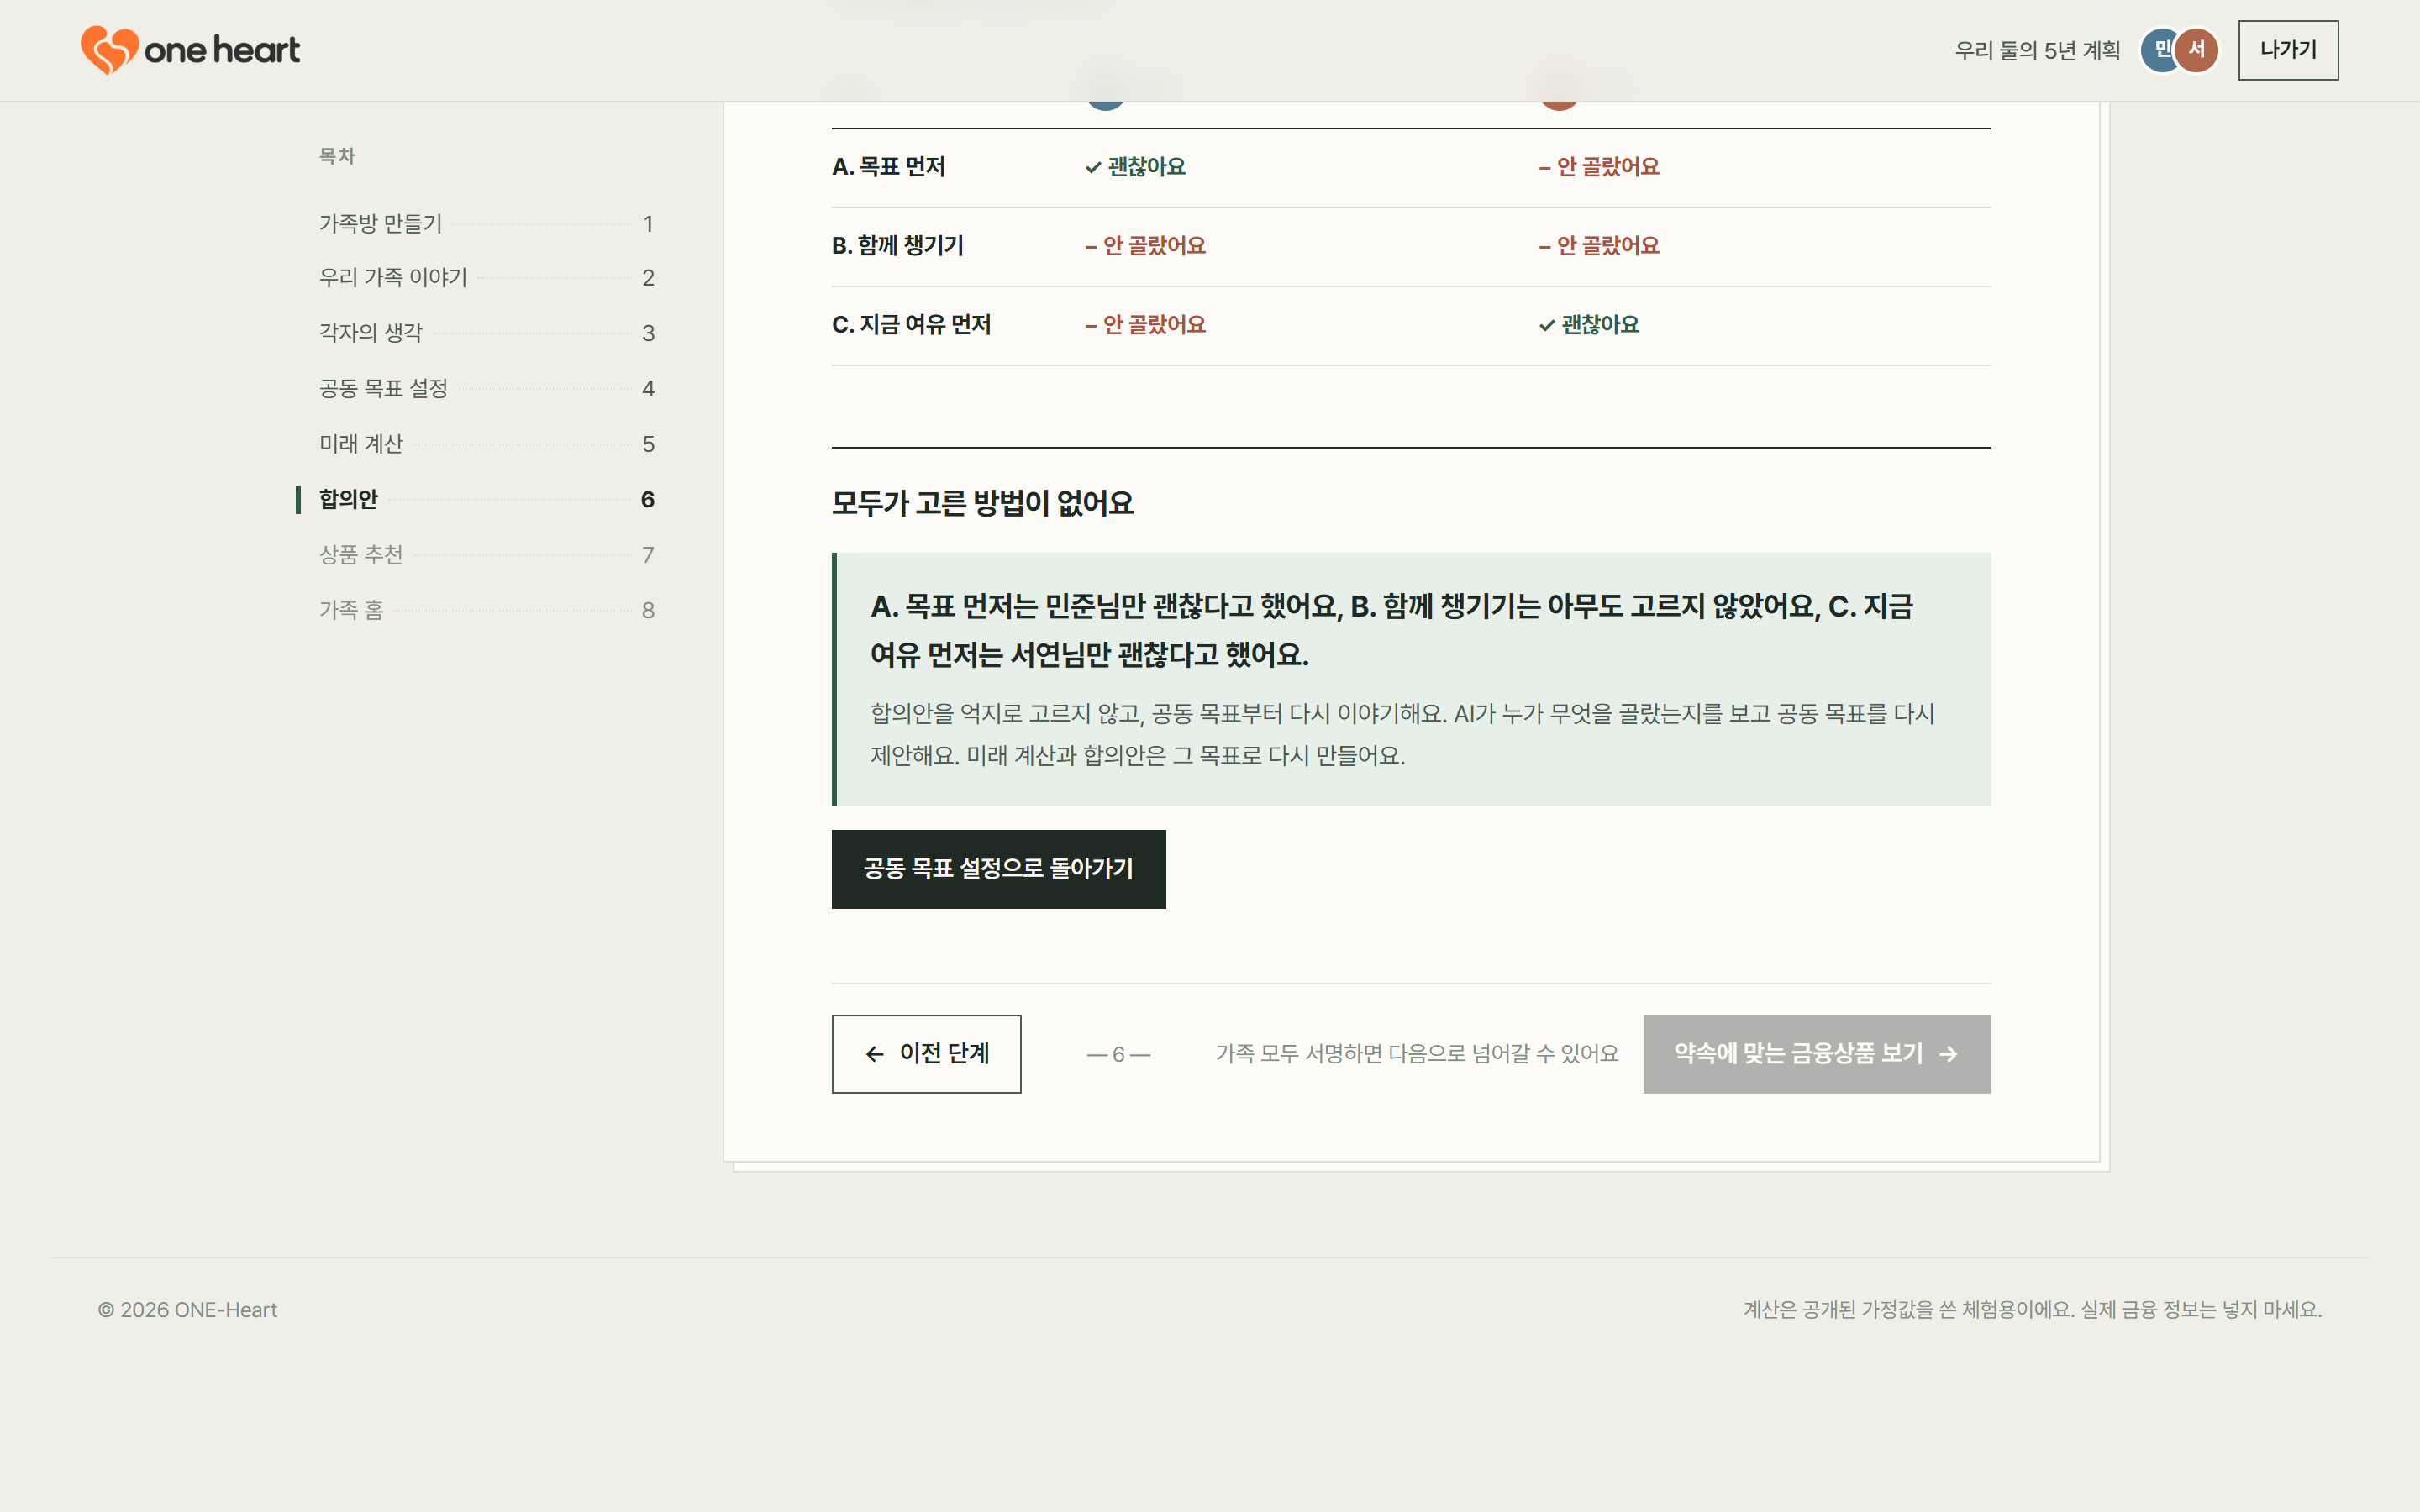 one heart
우리 둘의 5년 계획
민
서
나가기
목차
가족방 만들기 1
우리 가족 이야기 2
각자의 생각 3
공동 목표 설정 4
미래 계산 5
합의안 6
상품 추천 7
가족 홈 8
A. 목표 먼저 ✓ 괜찮아요 – 안 골랐어요
B. 함께 챙기기 – 안 골랐어요 – 안 골랐어요
C. 지금 여유 먼저 – 안 골랐어요 ✓ 괜찮아요
모두가 고른 방법이 없어요
A. 목표 먼저는 민준님만 괜찮다고 했어요, B. 함께 챙기기는 아무도 고르지 않았어요, C. 지금
여유 먼저는 서연님만 괜찮다고 했어요.
합의안을 억지로 고르지 않고, 공동 목표부터 다시 이야기해요. AI가 누가 무엇을 골랐는지를 보고 공동 목표를 다시
제안해요. 미래 계산과 합의안은 그 목표로 다시 만들어요.
공동 목표 설정으로 돌아가기
← 이전 단계
— 6 —
가족 모두 서명하면 다음으로 넘어갈 수 있어요
약속에 맞는 금융상품 보기 →
© 2026 ONE-Heart
계산은 공개된 가정값을 쓴 체험용이에요. 실제 금융 정보는 넣지 마세요.